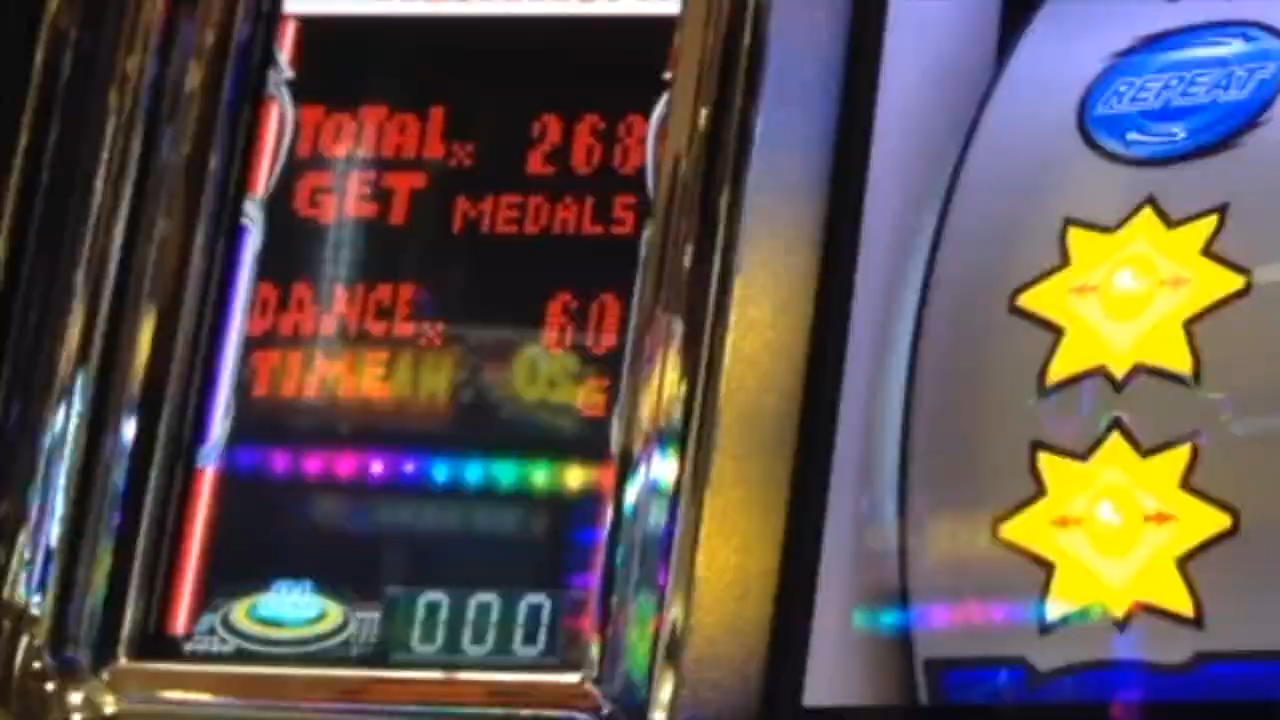 REPEAT
TOTAL× 268
GET MEDALS
DANCE× 60
TIME G
000